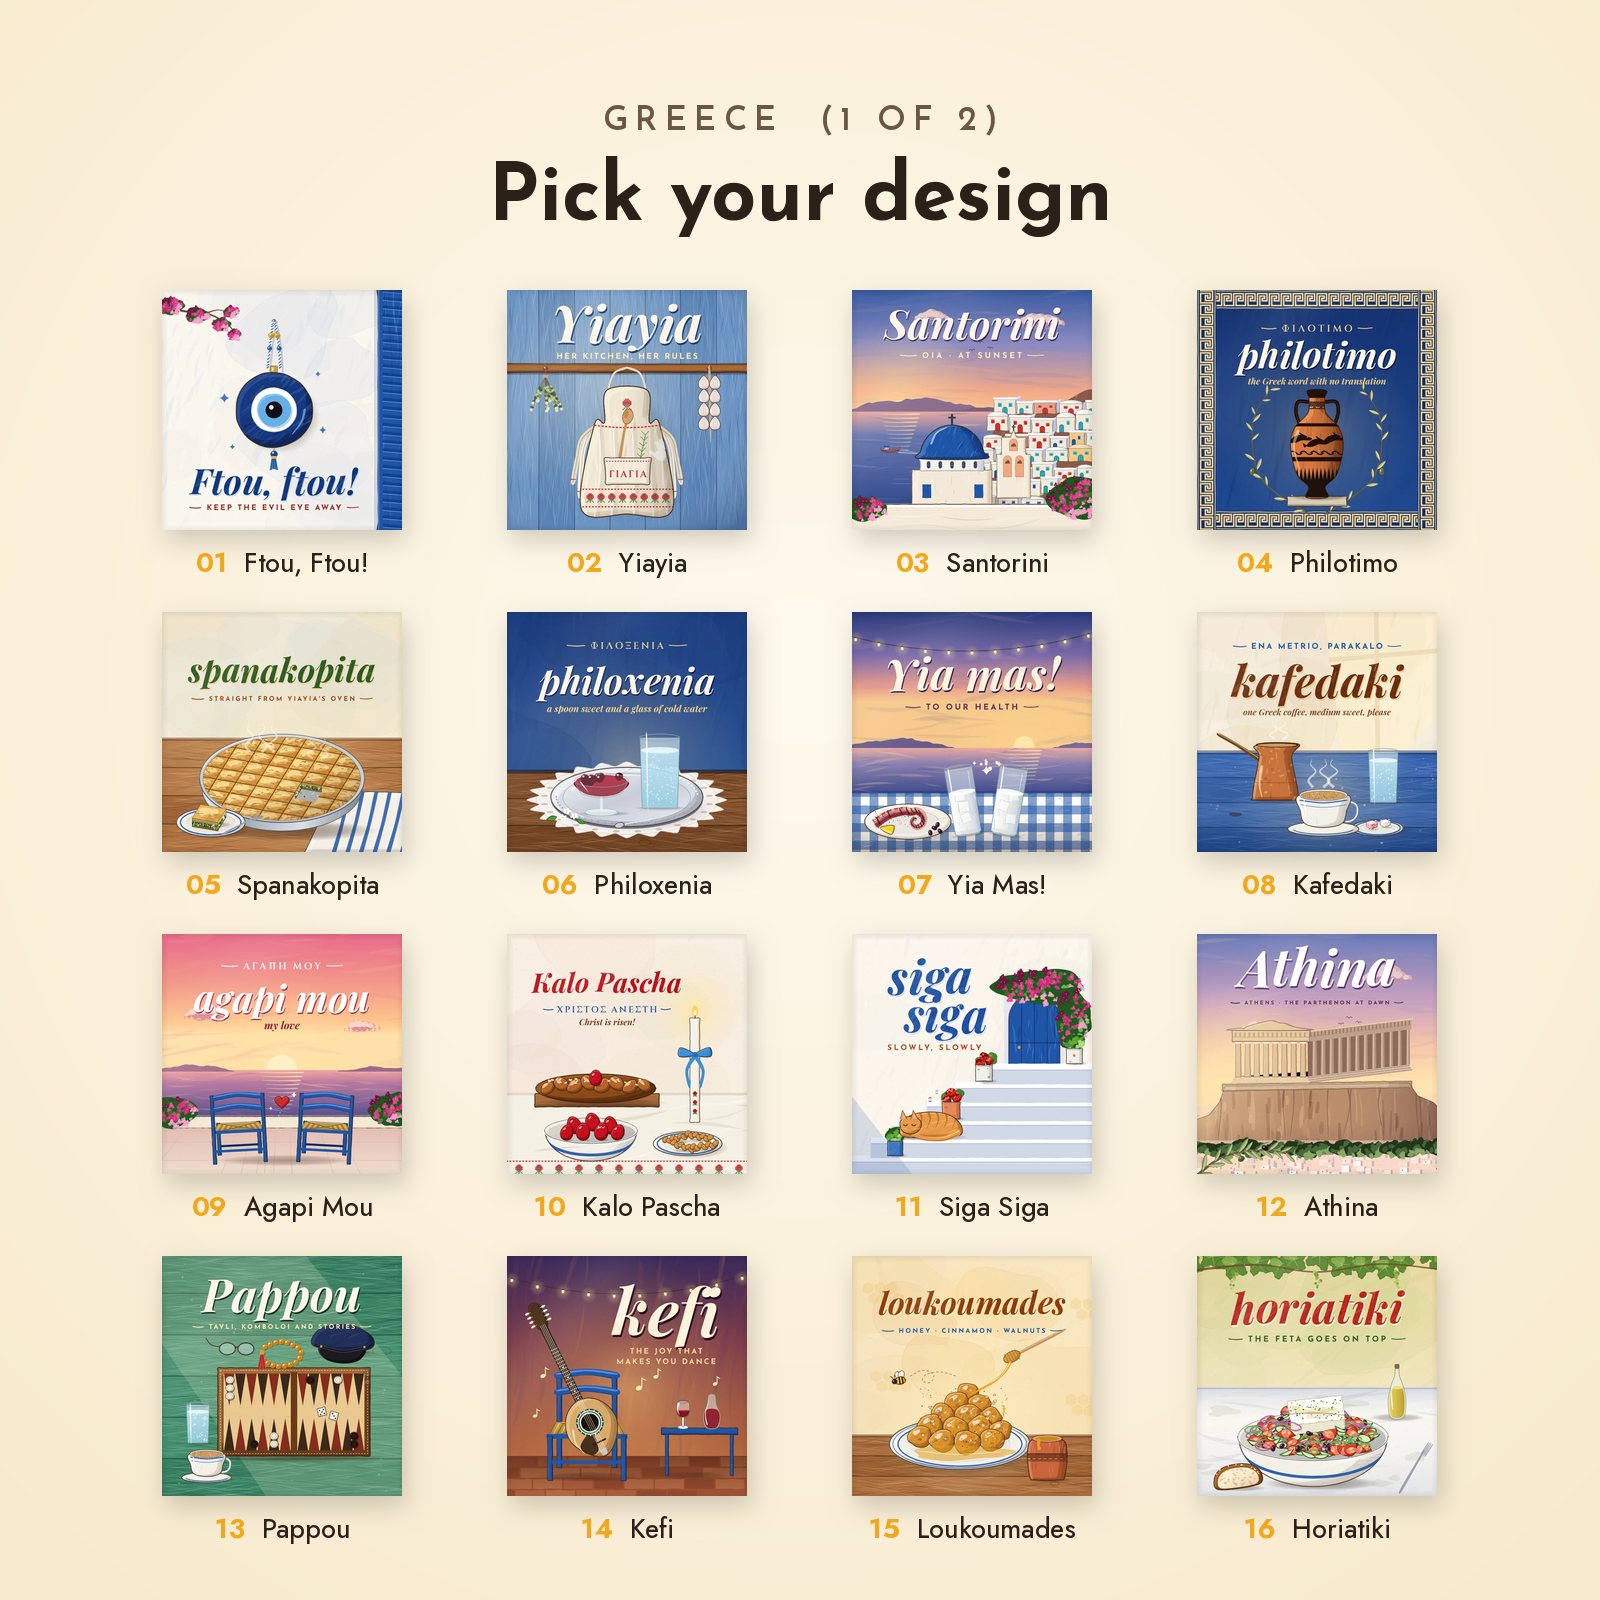 GREECE (1 OF 2)
Pick your design
Ftou, ftou!
KEEP THE EVIL EYE AWAY
01 Ftou, Ftou!
Yiayia
HER KITCHEN, HER RULES
ΓΙΑΓΙΑ
02 Yiayia
Santorini
OIA · AT SUNSET
03 Santorini
ΦΙΛΟΤΙΜΟ
philotimo
the Greek word with no translation
04 Philotimo
spanakopita
STRAIGHT FROM YIAYIA'S OVEN
05 Spanakopita
ΦΙΛΟΞΕΝΙΑ
philoxenia
a spoon sweet and a glass of cold water
06 Philoxenia
Yia mas!
TO OUR HEALTH
07 Yia Mas!
ENA METRIO, PARAKALO
kafedaki
one Greek coffee, medium sweet, please
08 Kafedaki
ΑΓΑΠΗ ΜΟΥ
agapi mou
my love
09 Agapi Mou
Kalo Pascha
ΧΡΙΣΤΟΣ ΑΝΕΣΤΗ
Christ is risen!
10 Kalo Pascha
siga
siga
SLOWLY, SLOWLY
11 Siga Siga
Athina
ATHENS · THE PARTHENON AT DAWN
12 Athina
Pappou
TAVLI, KOMBOLOI AND STORIES
13 Pappou
kefi
THE JOY THAT
MAKES YOU DANCE
14 Kefi
loukoumades
HONEY · CINNAMON · WALNUTS
15 Loukoumades
horiatiki
THE FETA GOES ON TOP
16 Horiatiki